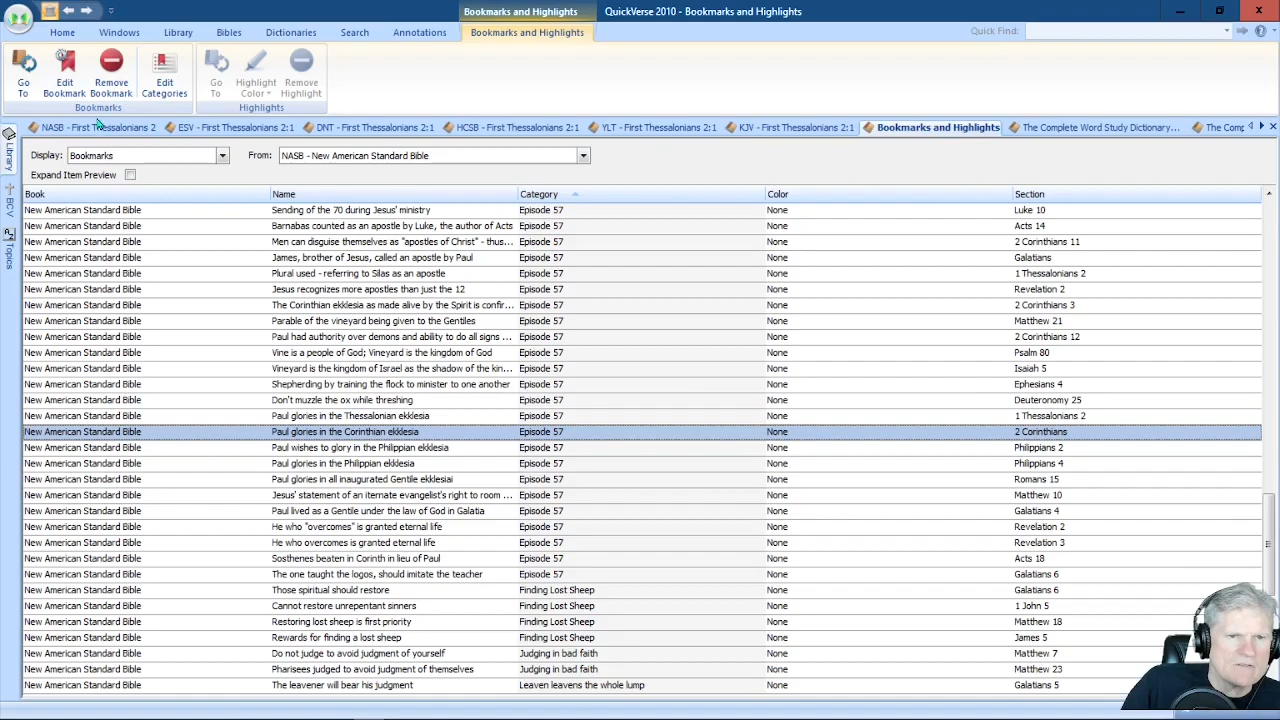 Bookmarks and Highlights QuickVerse 2010 - Bookmarks and Highlights
Home Windows Library Bibles Dictionaries Search Annotations Bookmarks and Highlights Quick Find:
Go To Edit Bookmark Remove Bookmark Edit Categories Go To Highlight Color Remove Highlight
Bookmarks Highlights
NASB - First Thessalonians 2 ESV - First Thessalonians 2:1 DNT - First Thessalonians 2:1 HCSB - First Thessalonians 2:1 YLT - First Thessalonians 2:1 KJV - First Thessalonians 2:1 Bookmarks and Highlights The Complete Word Study Dictionary... The Comp
Library
BCV
Topics
Display: Bookmarks From: NASB - New American Standard Bible
Expand Item Preview
Book Name Category Color Section
New American Standard Bible Sending of the 70 during Jesus' ministry Episode 57 None Luke 10
New American Standard Bible Barnabas counted as an apostle by Luke, the author of Acts Episode 57 None Acts 14
New American Standard Bible Men can disguise themselves as "apostles of Christ" - thus... Episode 57 None 2 Corinthians 11
New American Standard Bible James, brother of Jesus, called an apostle by Paul Episode 57 None Galatians
New American Standard Bible Plural used - referring to Silas as an apostle Episode 57 None 1 Thessalonians 2
New American Standard Bible Jesus recognizes more apostles than just the 12 Episode 57 None Revelation 2
New American Standard Bible The Corinthian ekklesia as made alive by the Spirit is confir... Episode 57 None 2 Corinthians 3
New American Standard Bible Parable of the vineyard being given to the Gentiles Episode 57 None Matthew 21
New American Standard Bible Paul had authority over demons and ability to do all signs ... Episode 57 None 2 Corinthians 12
New American Standard Bible Vine is a people of God; Vineyard is the kingdom of God Episode 57 None Psalm 80
New American Standard Bible Vineyard is the kingdom of Israel as the shadow of the kin... Episode 57 None Isaiah 5
New American Standard Bible Shepherding by training the flock to minister to one another Episode 57 None Ephesians 4
New American Standard Bible Don't muzzle the ox while threshing Episode 57 None Deuteronomy 25
New American Standard Bible Paul glories in the Thessalonian ekklesia Episode 57 None 1 Thessalonians 2
New American Standard Bible Paul glories in the Corinthian ekklesia Episode 57 None 2 Corinthians
New American Standard Bible Paul wishes to glory in the Philippian ekklesia Episode 57 None Philippians 2
New American Standard Bible Paul glories in the Philippian ekklesia Episode 57 None Philippians 4
New American Standard Bible Paul glories in all inaugurated Gentile ekklesiai Episode 57 None Romans 15
New American Standard Bible Jesus' statement of an iternate evangelist's right to room ... Episode 57 None Matthew 10
New American Standard Bible Paul lived as a Gentile under the law of God in Galatia Episode 57 None Galatians 4
New American Standard Bible He who "overcomes" is granted eternal life Episode 57 None Revelation 2
New American Standard Bible He who overcomes is granted eternal life Episode 57 None Revelation 3
New American Standard Bible Sosthenes beaten in Corinth in lieu of Paul Episode 57 None Acts 18
New American Standard Bible The one taught the logos, should imitate the teacher Episode 57 None Galatians 6
New American Standard Bible Those spiritual should restore Finding Lost Sheep None Galatians 6
New American Standard Bible Cannot restore unrepentant sinners Finding Lost Sheep None 1 John 5
New American Standard Bible Restoring lost sheep is first priority Finding Lost Sheep None Matthew 18
New American Standard Bible Rewards for finding a lost sheep Finding Lost Sheep None James 5
New American Standard Bible Do not judge to avoid judgment of yourself Judging in bad faith None Matthew 7
New American Standard Bible Pharisees judged to avoid judgment of themselves Judging in bad faith None Matthew 23
New American Standard Bible The leavener will bear his judgment Leaven leavens the whole lump None Galatians 5